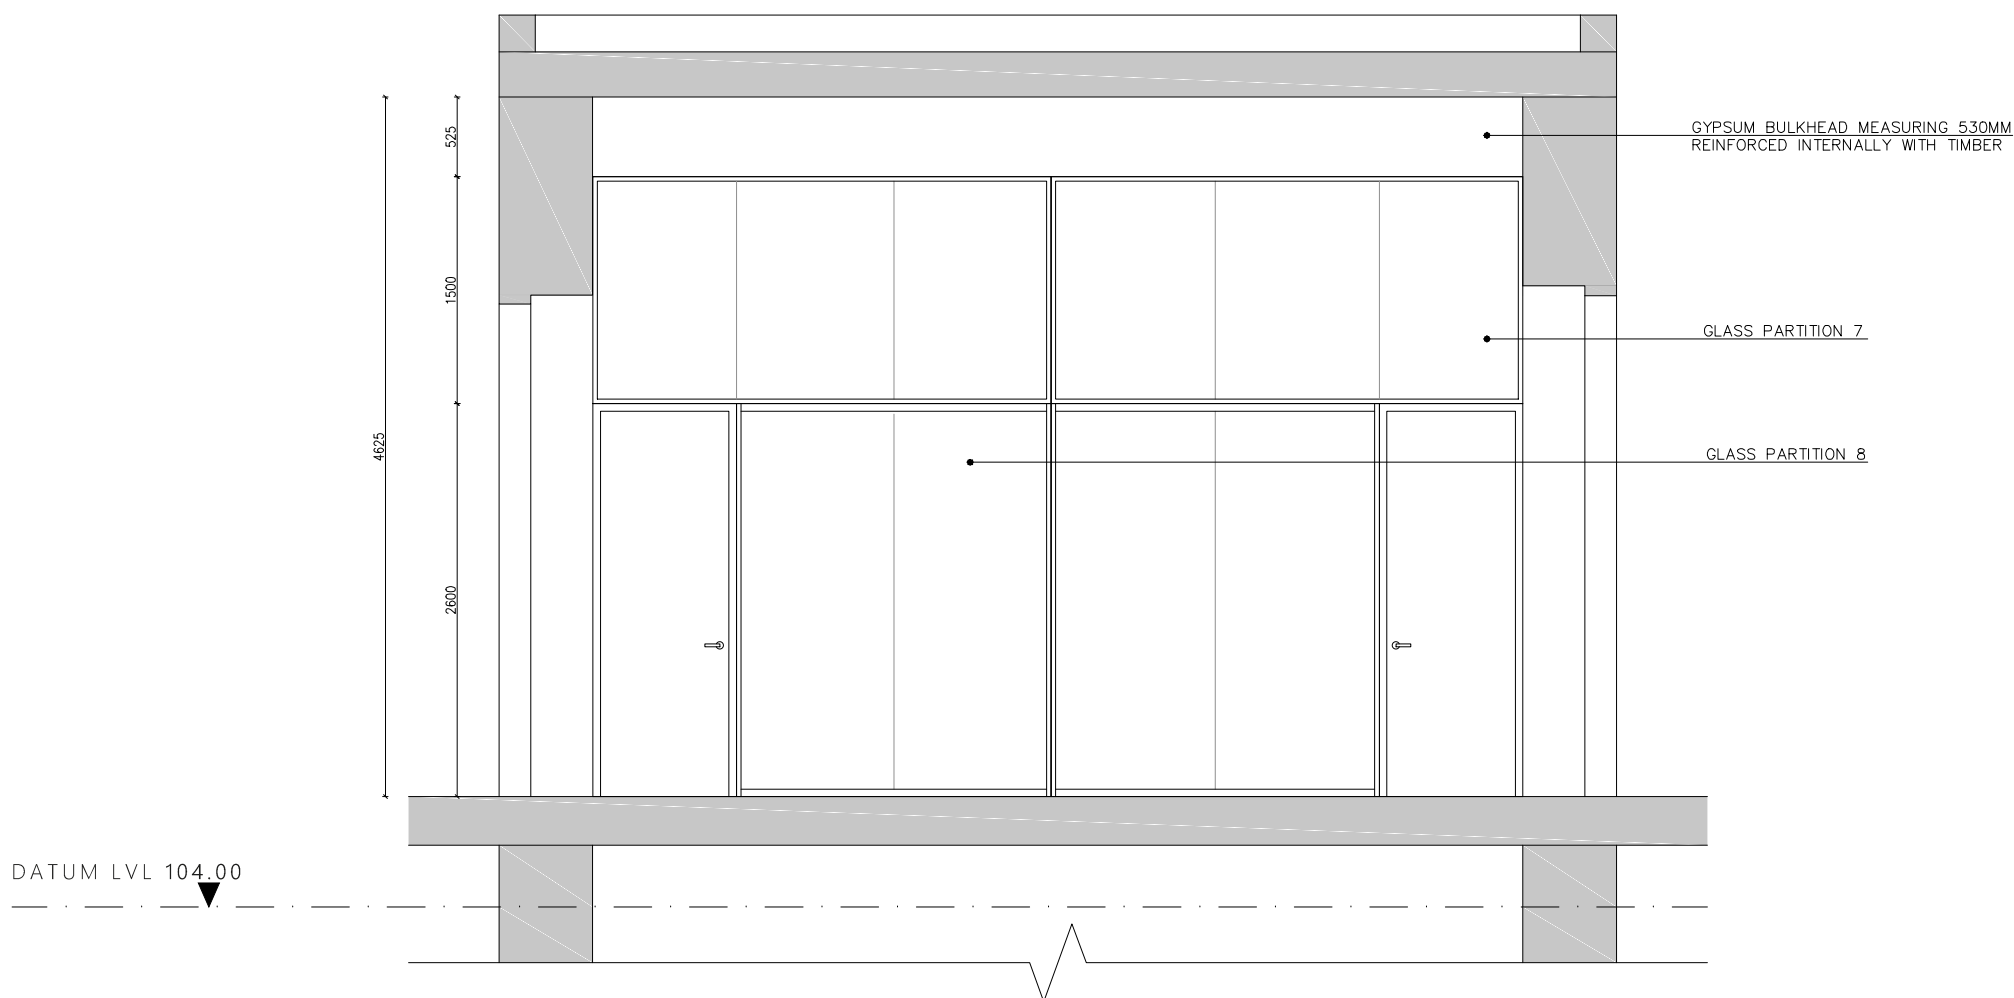 525
GYPSUM BULKHEAD MEASURING 530MM
REINFORCED INTERNALLY WITH TIMBER
1500
GLASS PARTITION 7
4625
GLASS PARTITION 8
2600
DATUM LVL 104.00